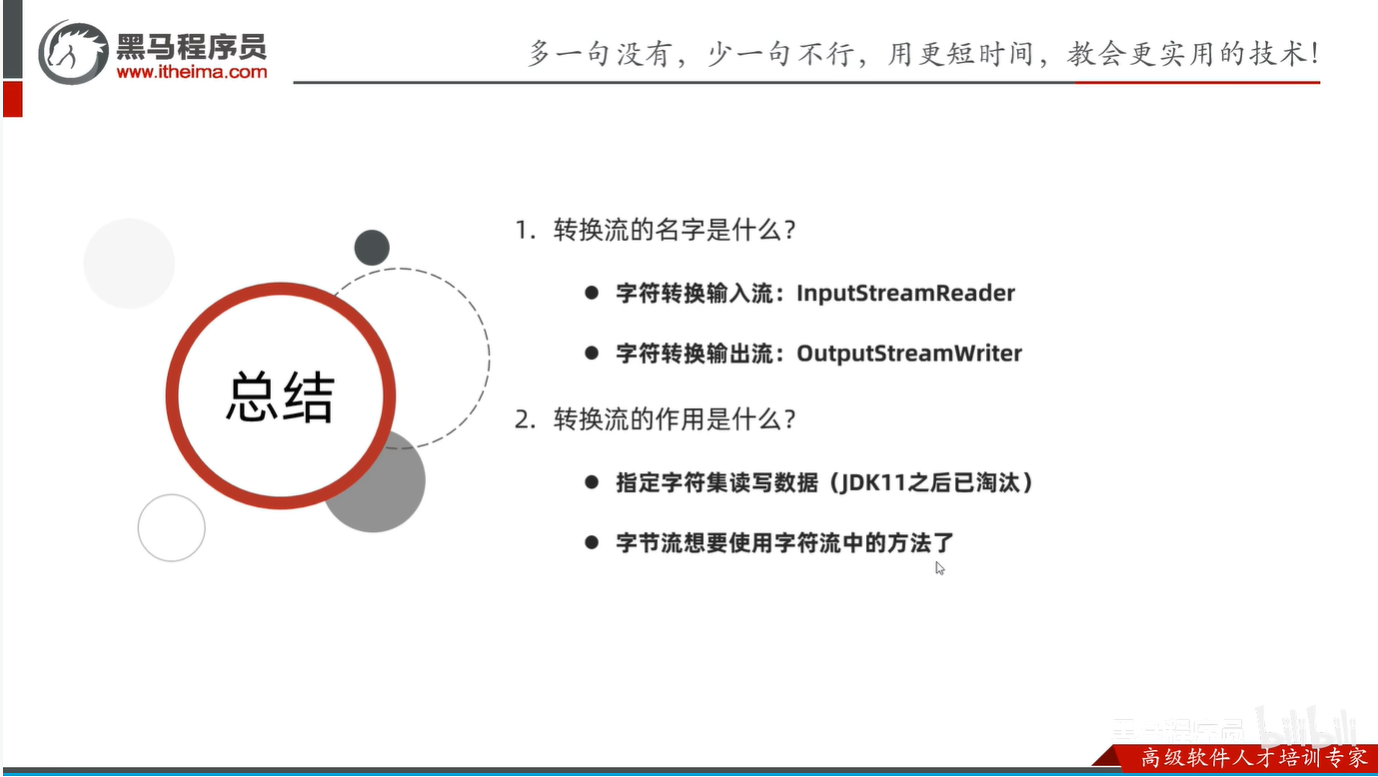 黑马程序员
www.itheima.com
多一句没有，少一句不行，用更短时间，教会更实用的技术！
总结
1. 转换流的名字是什么？
● 字符转换输入流：InputStreamReader
● 字符转换输出流：OutputStreamWriter
2. 转换流的作用是什么？
● 指定字符集读写数据（JDK11之后已淘汰）
● 字节流想要使用字符流中的方法了
黑马程序员 bilibili
高级软件人才培训专家